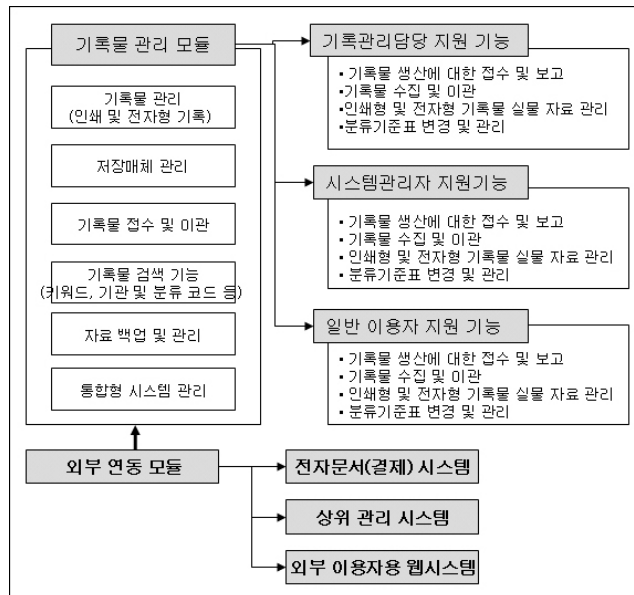 기록물 관리 모듈
기록물 관리
(인쇄 및 전자형 기록)
저장매체 관리
기록물 접수 및 이관
기록물 검색 기능
(키워드, 기관 및 분류 코드 등)
자료 백업 및 관리
통합형 시스템 관리
기록관리담당 지원 기능
▪기록물 생산에 대한 접수 및 보고
▪기록물 수집 및 이관
▪인쇄형 및 전자형 기록물 실물 자료 관리
▪분류기준표 변경 및 관리
시스템관리자 지원기능
▪기록물 생산에 대한 접수 및 보고
▪기록물 수집 및 이관
▪인쇄형 및 전자형 기록물 실물 자료 관리
▪분류기준표 변경 및 관리
일반 이용자 지원 기능
▪기록물 생산에 대한 접수 및 보고
▪기록물 수집 및 이관
▪인쇄형 및 전자형 기록물 실물 자료 관리
▪분류기준표 변경 및 관리
외부 연동 모듈
전자문서(결제) 시스템
상위 관리 시스템
외부 이용자용 웹시스템